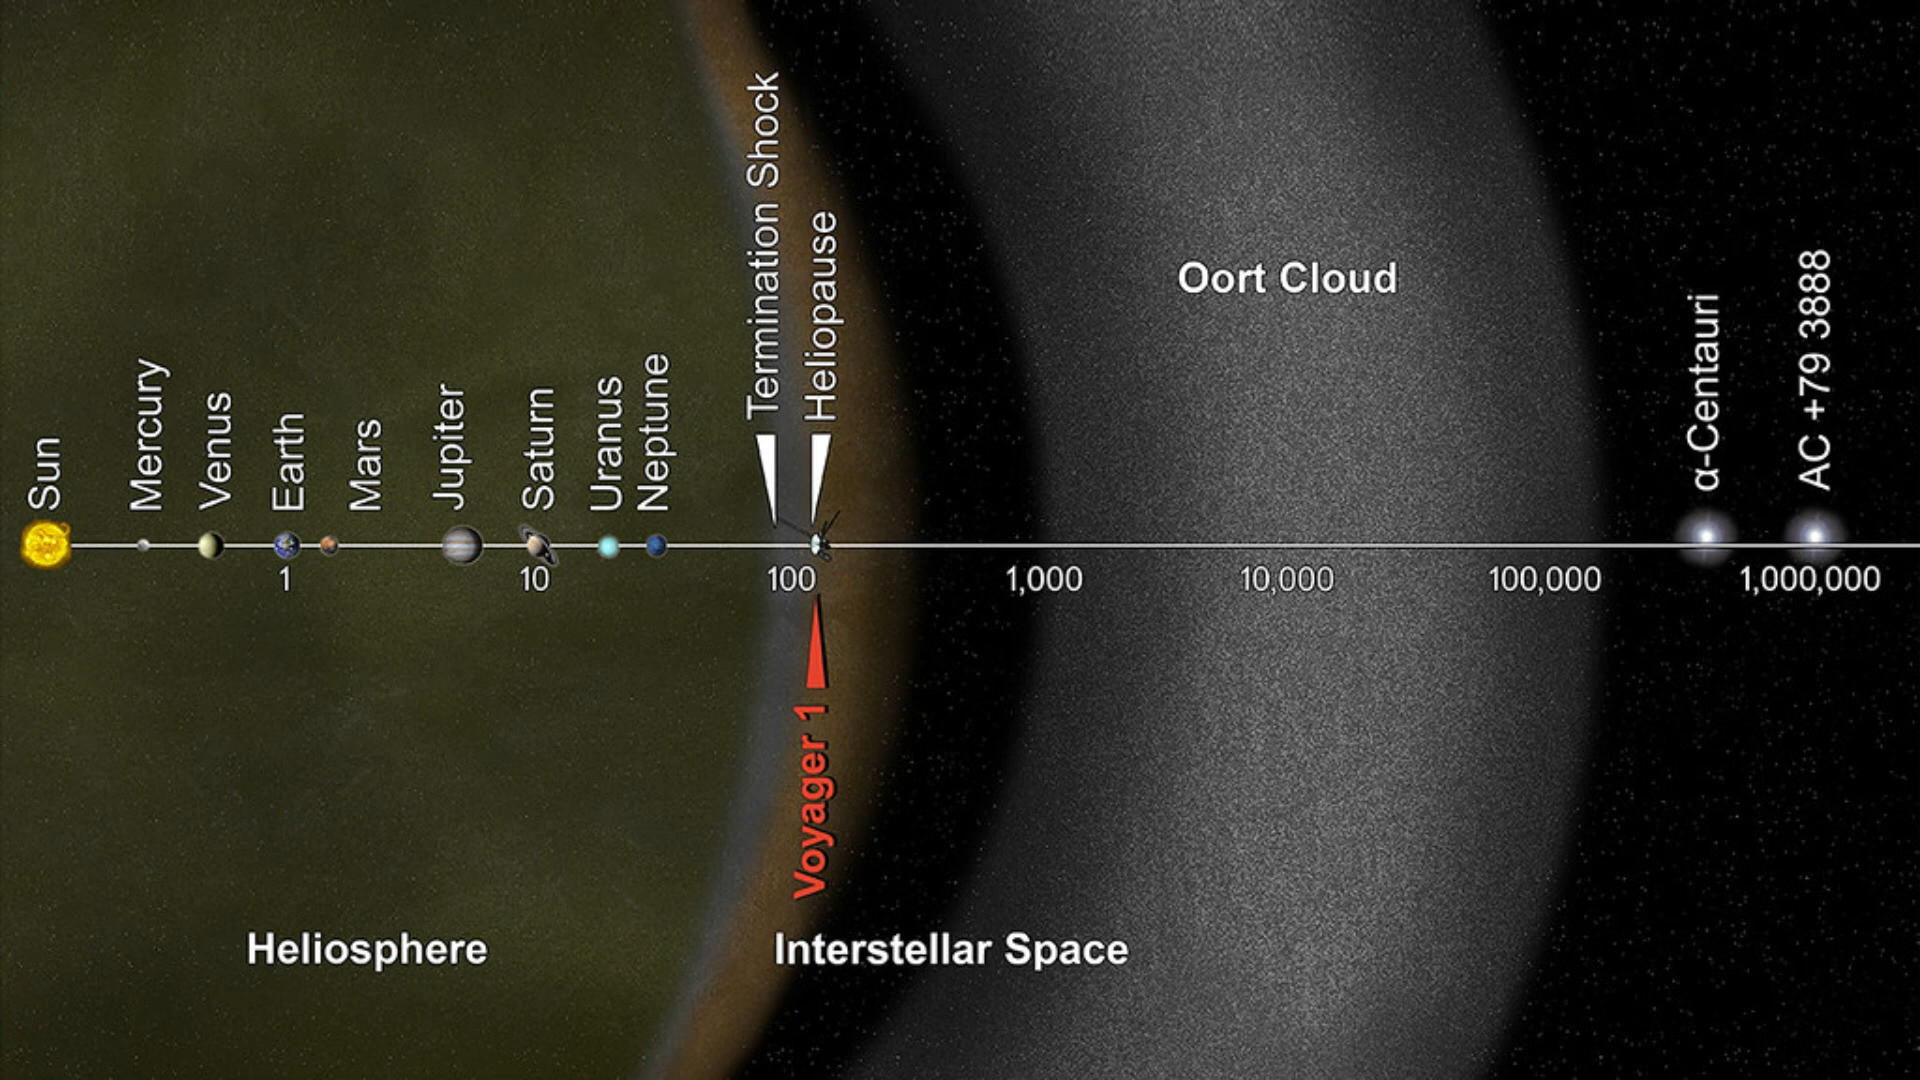 Sun
Mercury
Venus
Earth
Mars
Jupiter
Saturn
Uranus
Neptune
Termination Shock
Heliopause
Oort Cloud
α-Centauri
AC +79 3888
1
10
100
1,000
10,000
100,000
1,000,000
Voyager 1
Heliosphere
Interstellar Space